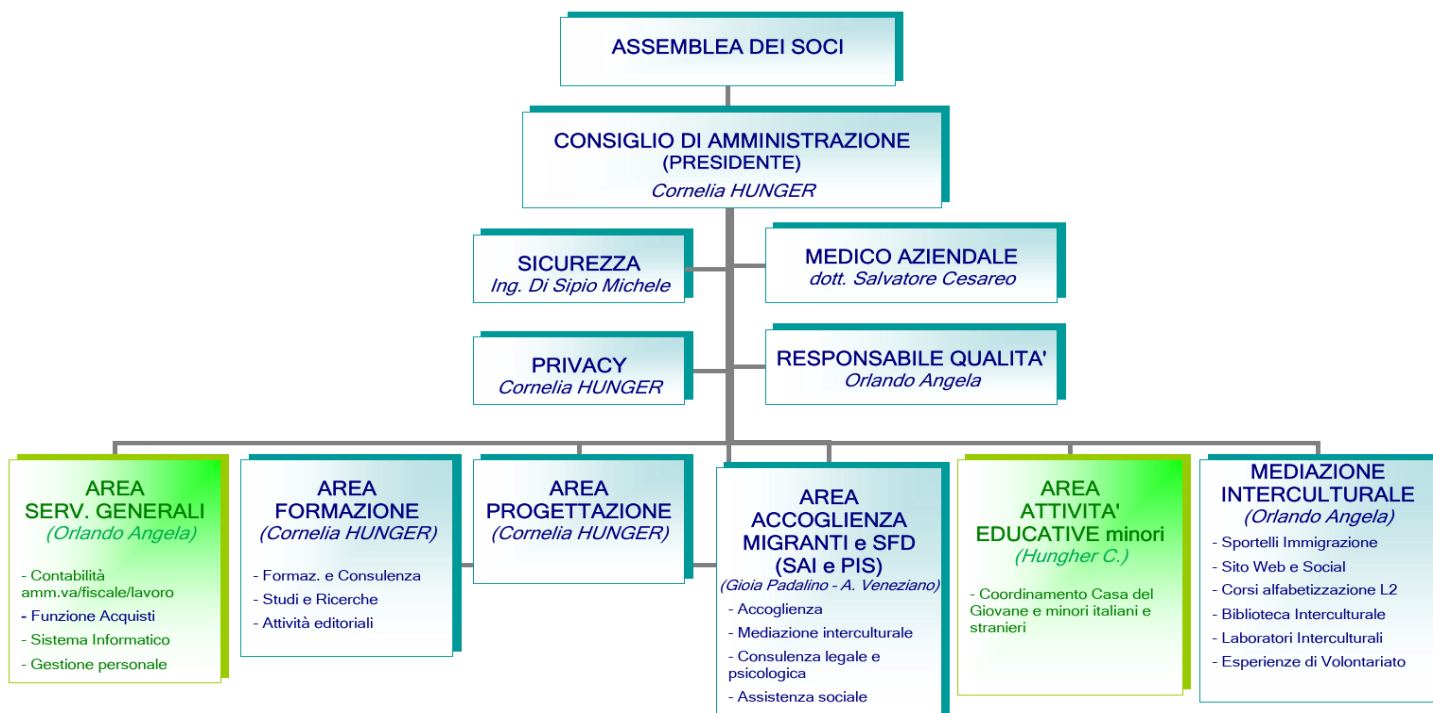 ASSEMBLEA DEI SOCI
CONSIGLIO DI AMMINISTRAZIONE
(PRESIDENTE)
Cornelia HUNGER
SICUREZZA
Ing. Di Sipio Michele
MEDICO AZIENDALE
dott. Salvatore Cesareo
PRIVACY
Cornelia HUNGER
RESPONSABILE QUALITA'
Orlando Angela
AREA
SERV. GENERALI
(Orlando Angela)
- Contabilità
amm.va/fiscale/lavoro
- Funzione Acquisti
- Sistema Informatico
- Gestione personale
AREA
FORMAZIONE
(Cornelia HUNGER)
- Formaz. e Consulenza
- Studi e Ricerche
- Attività editoriali
AREA
PROGETTAZIONE
(Cornelia HUNGER)
AREA
ACCOGLIENZA
MIGRANTI e SFD
(SAI e PIS)
(Gioia Padalino - A. Veneziano)
- Accoglienza
- Mediazione interculturale
- Consulenza legale e
psicologica
- Assistenza sociale
AREA
ATTIVITA'
EDUCATIVE minori
(Hungher C.)
- Coordinamento Casa del
Giovane e minori italiani e
stranieri
MEDIAZIONE
INTERCULTURALE
(Orlando Angela)
- Sportelli Immigrazione
- Sito Web e Social
- Corsi alfabetizzazione L2
- Biblioteca Interculturale
- Laboratori Interculturali
- Esperienze di Volontariato